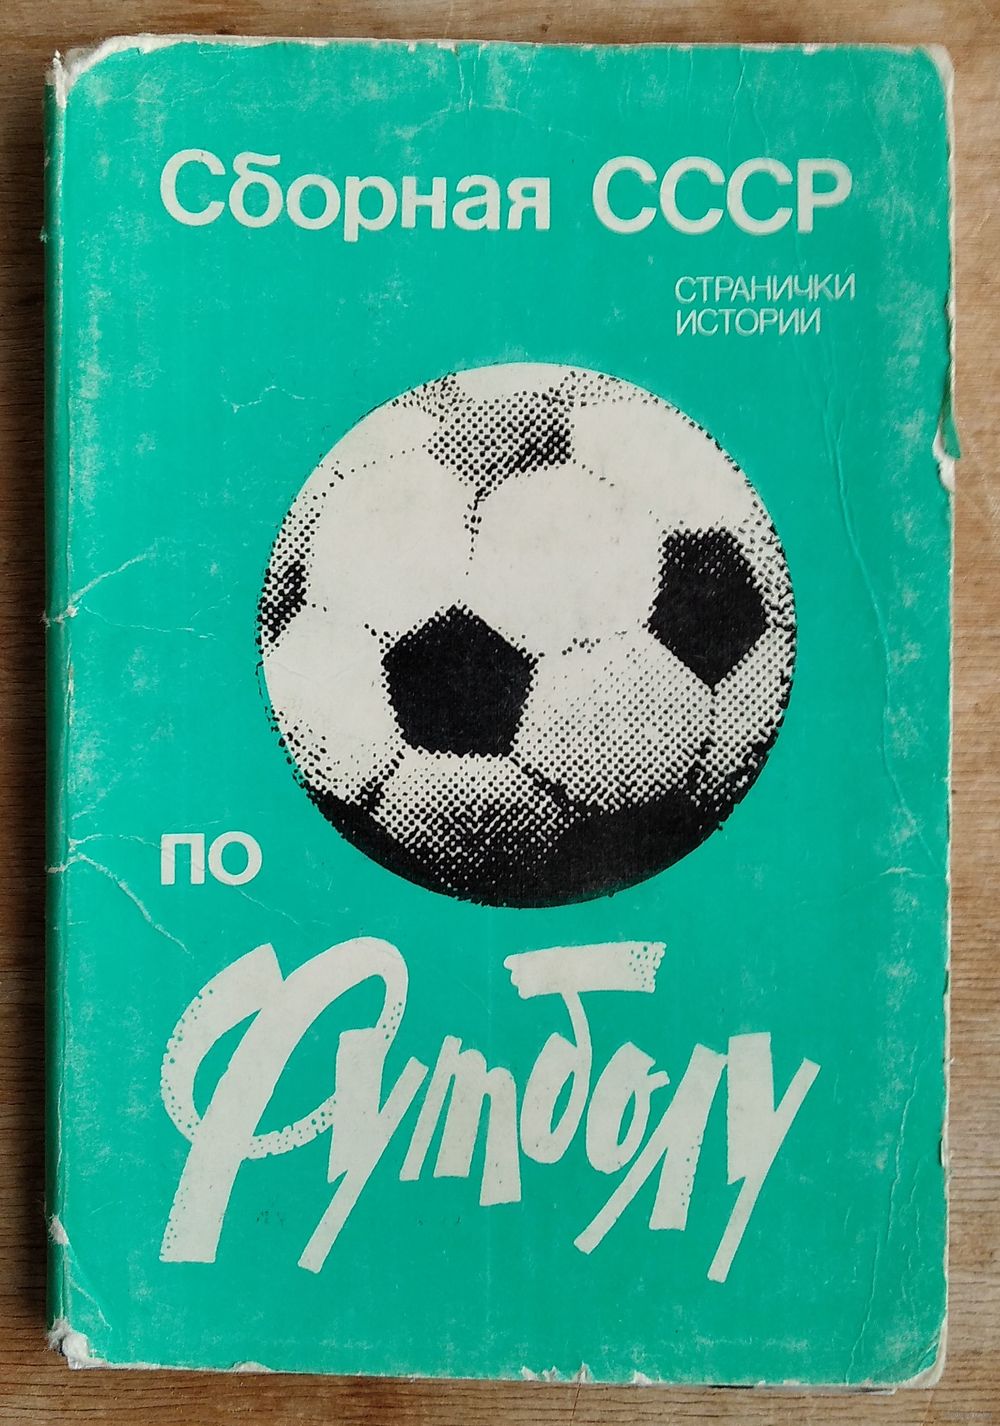 Сборная СССР
СТРАНИЧКИ
ИСТОРИИ
ПО
Футболу